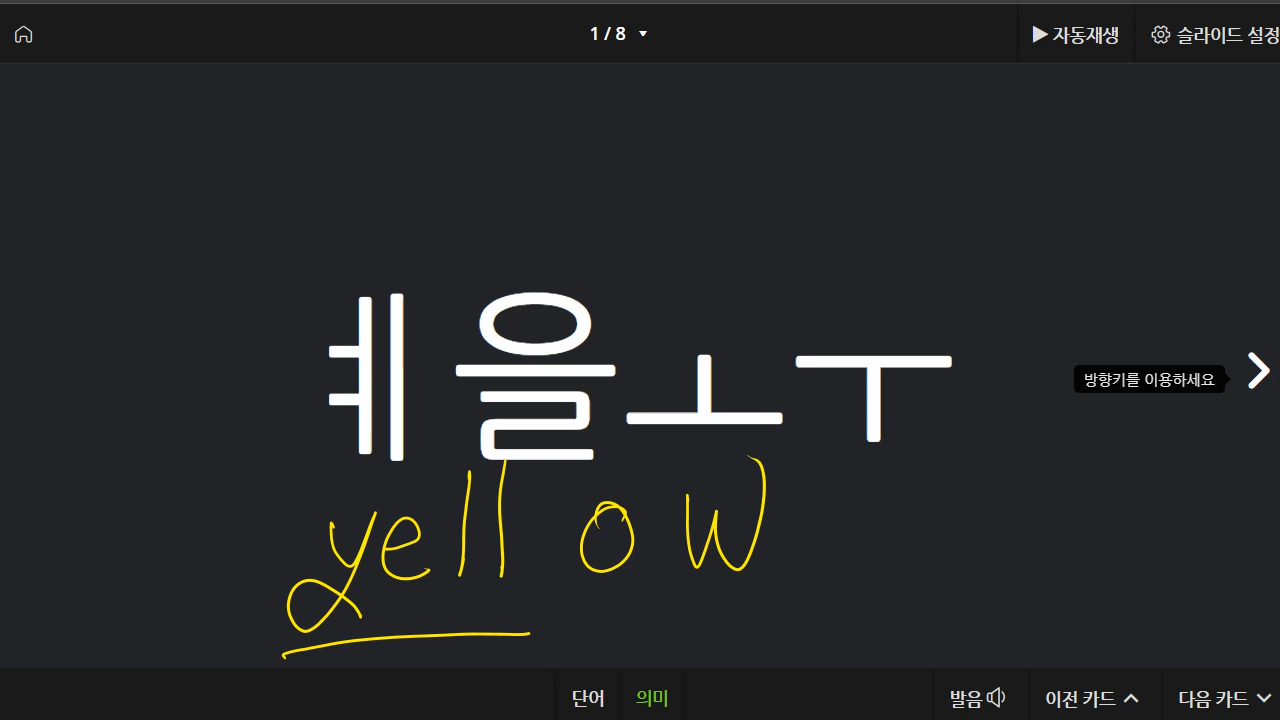 1 / 8
자동재생
슬라이드 설정
ㅖ을ㅗㅜ
방향키를 이용하세요
yellow
단어
의미
발음
이전 카드
다음 카드